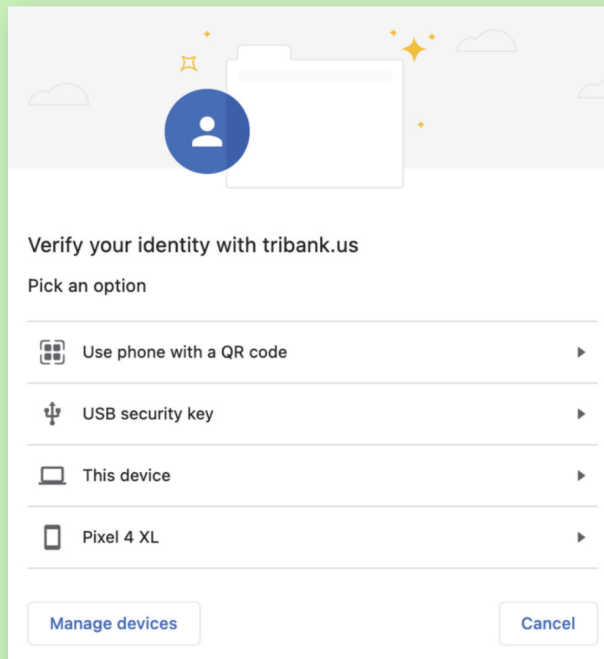 Verify your identity with tribank.us
Pick an option
Use phone with a QR code
USB security key
This device
Pixel 4 XL
Manage devices
Cancel